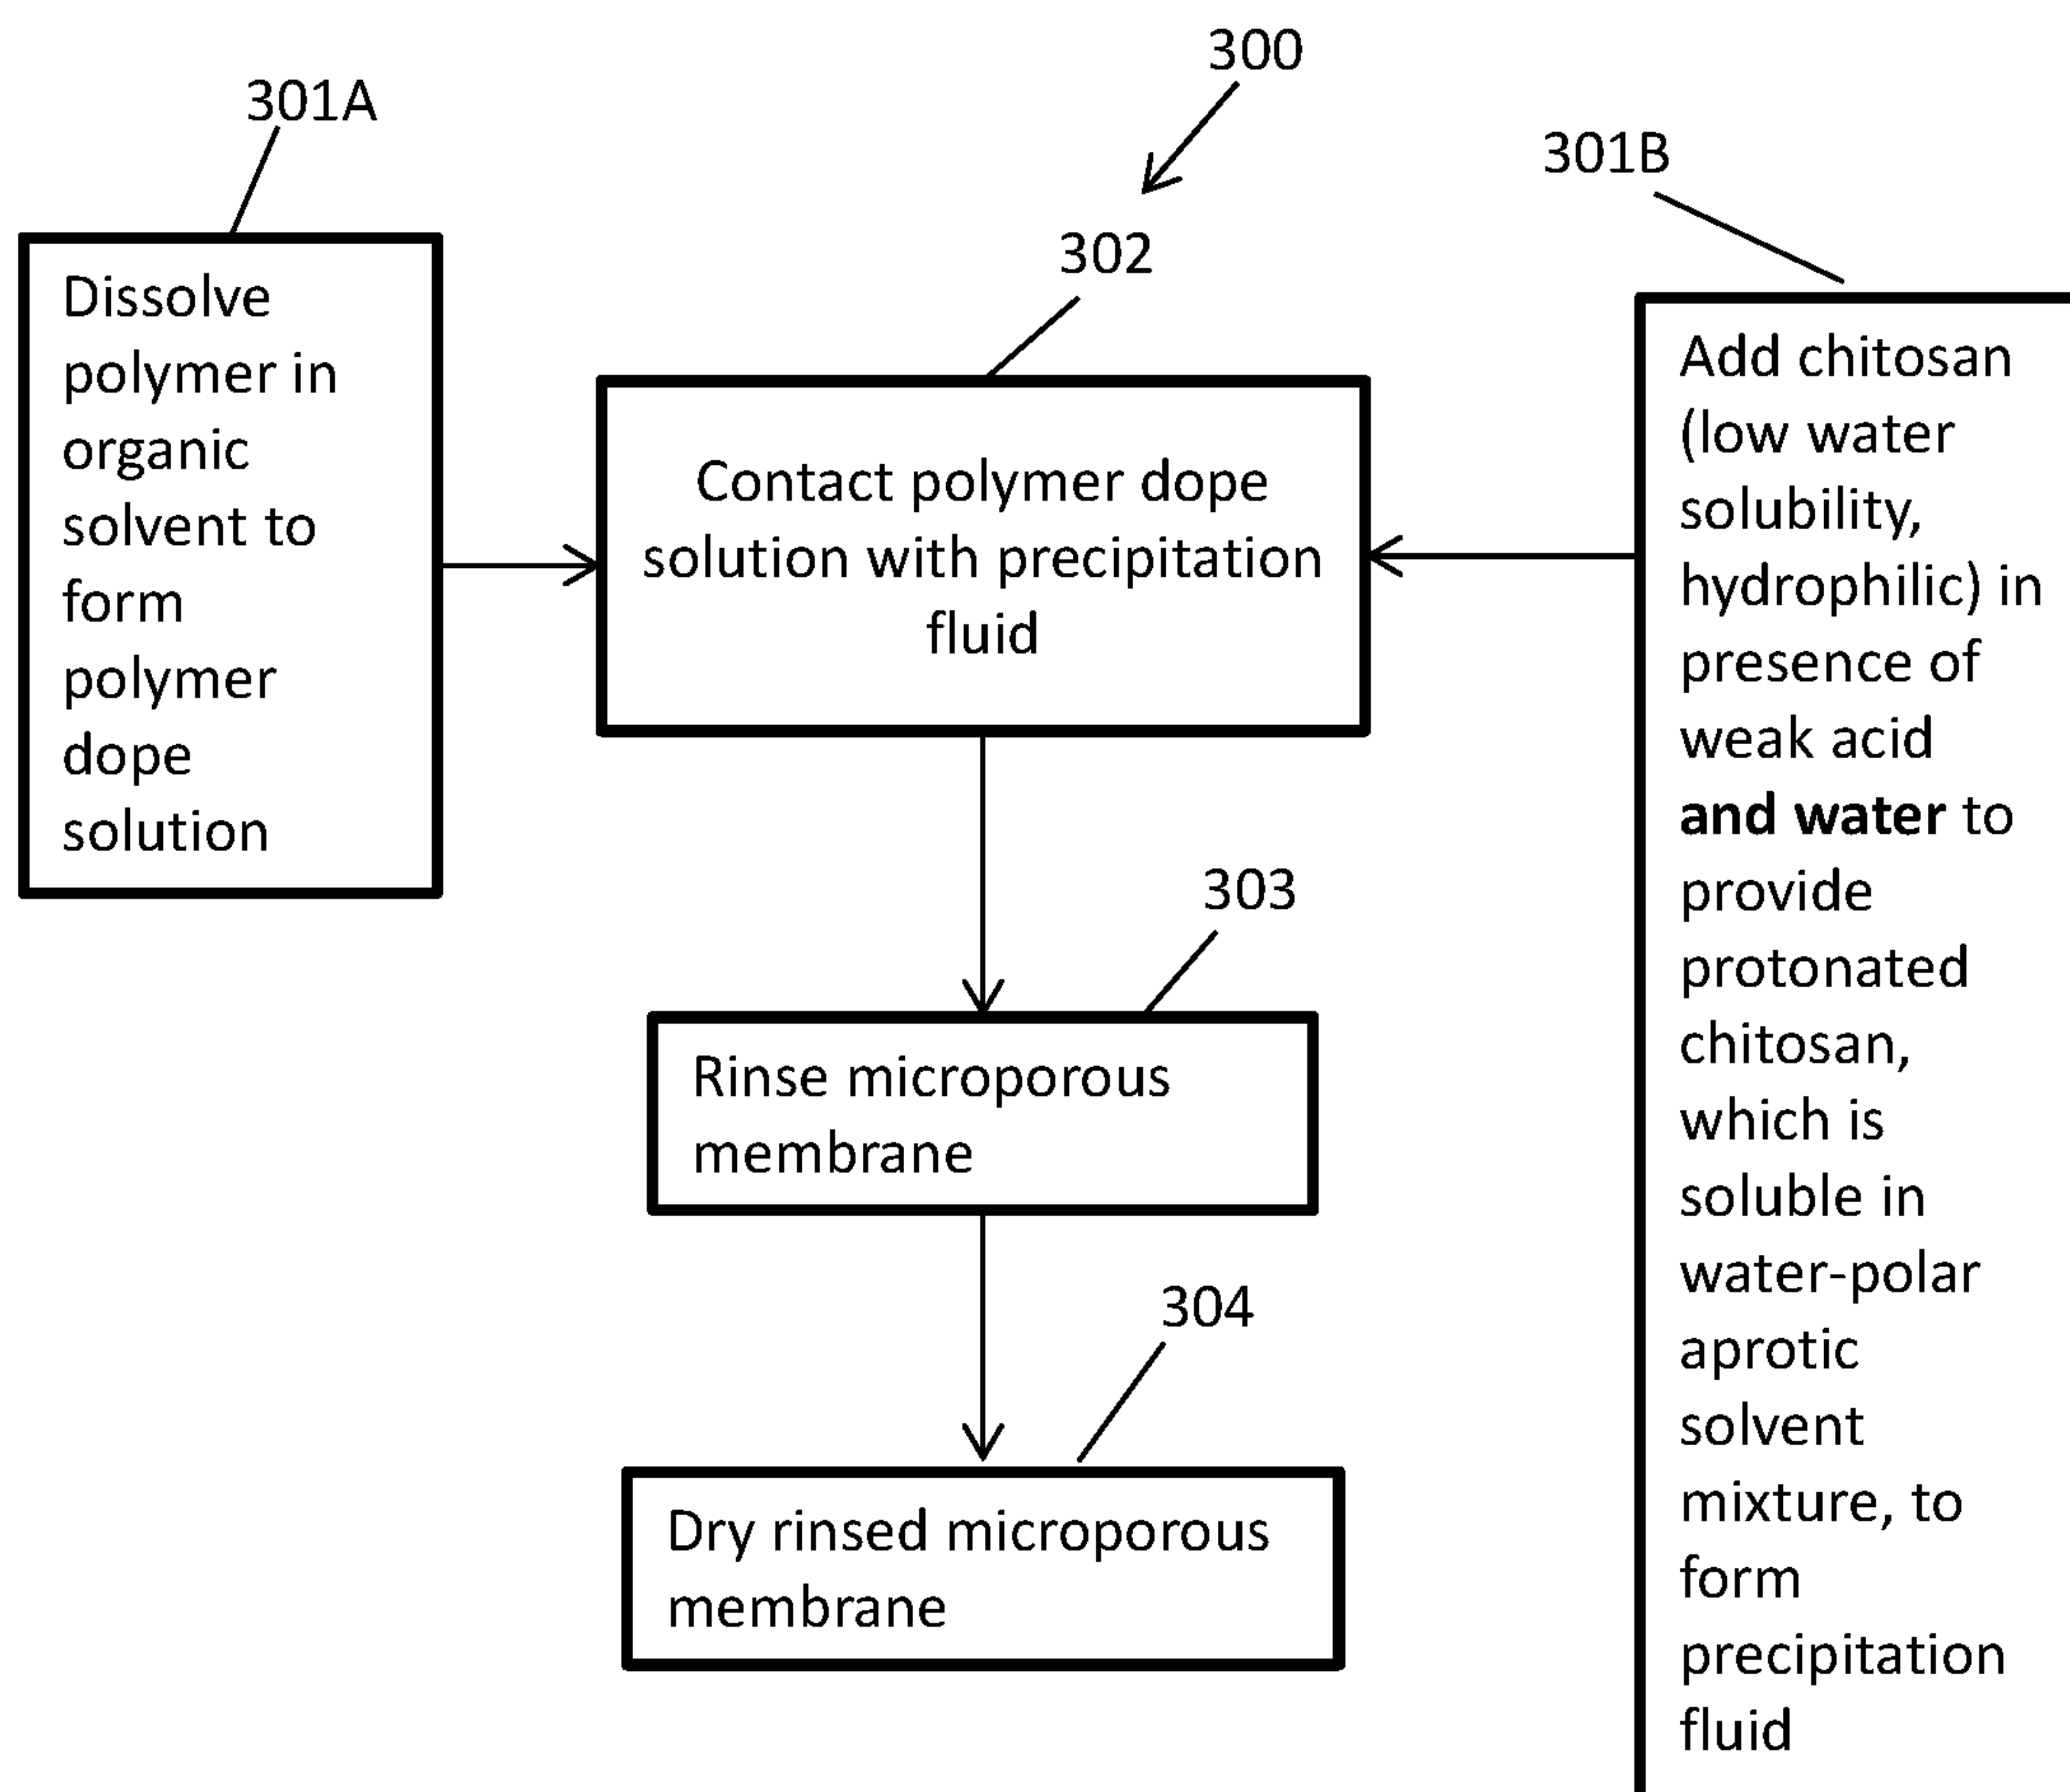 300
301A
301B
302
Dissolve
polymer in
organic
solvent to
form
polymer
dope
solution
Contact polymer dope
solution with precipitation
fluid
Add chitosan
(low water
solubility,
hydrophilic) in
presence of
weak acid
and water to
provide
protonated
chitosan,
which is
soluble in
water-polar
aprotic
solvent
mixture, to
form
precipitation
fluid
303
Rinse microporous
membrane
304
Dry rinsed microporous
membrane